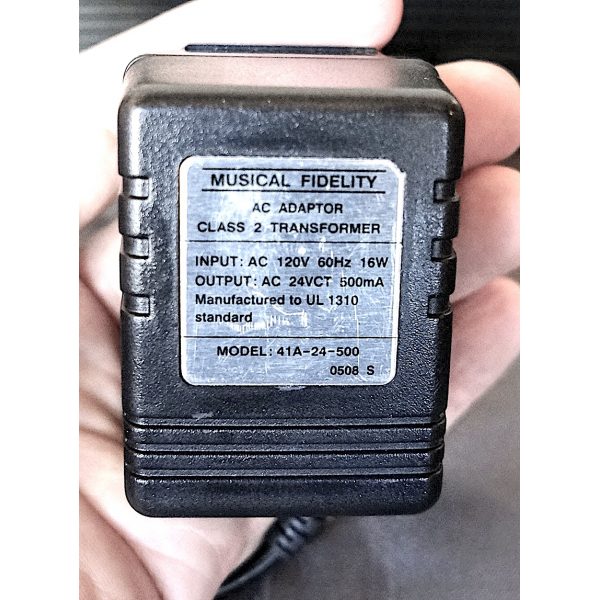 MUSICAL FIDELITY
AC ADAPTOR
CLASS 2 TRANSFORMER
INPUT: AC 120V 60Hz 16W
OUTPUT: AC 24VCT 500mA
Manufactured to UL 1310
standard
MODEL: 41A-24-500
0508 S